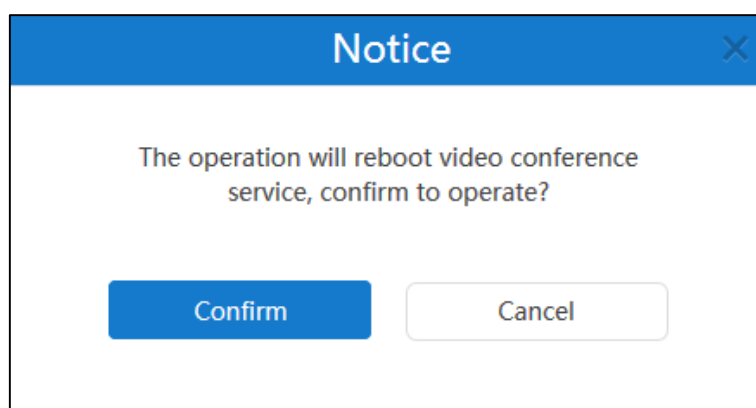 Notice
The operation will reboot video conference
service, confirm to operate?
Confirm
Cancel